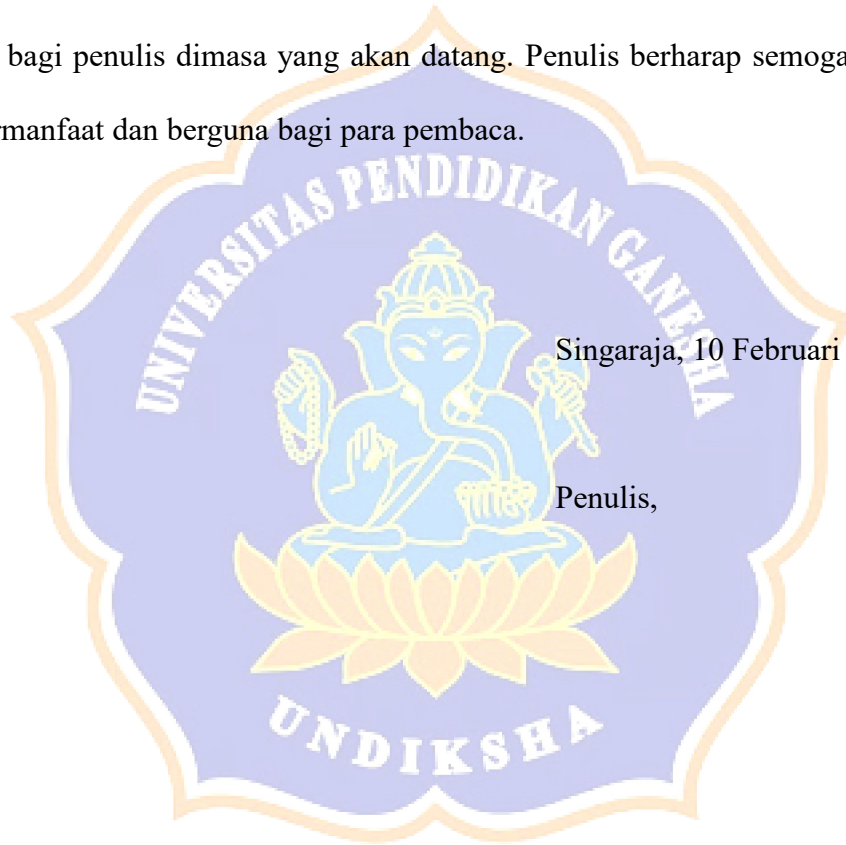 bagi penulis dimasa yang akan datang. Penulis berharap semoga
rmanfaat dan berguna bagi para pembaca.
UNIVERSITAS PENDIDIKAN GANESHA
Singaraja, 10 Februari
Penulis,
UNDIKSHA